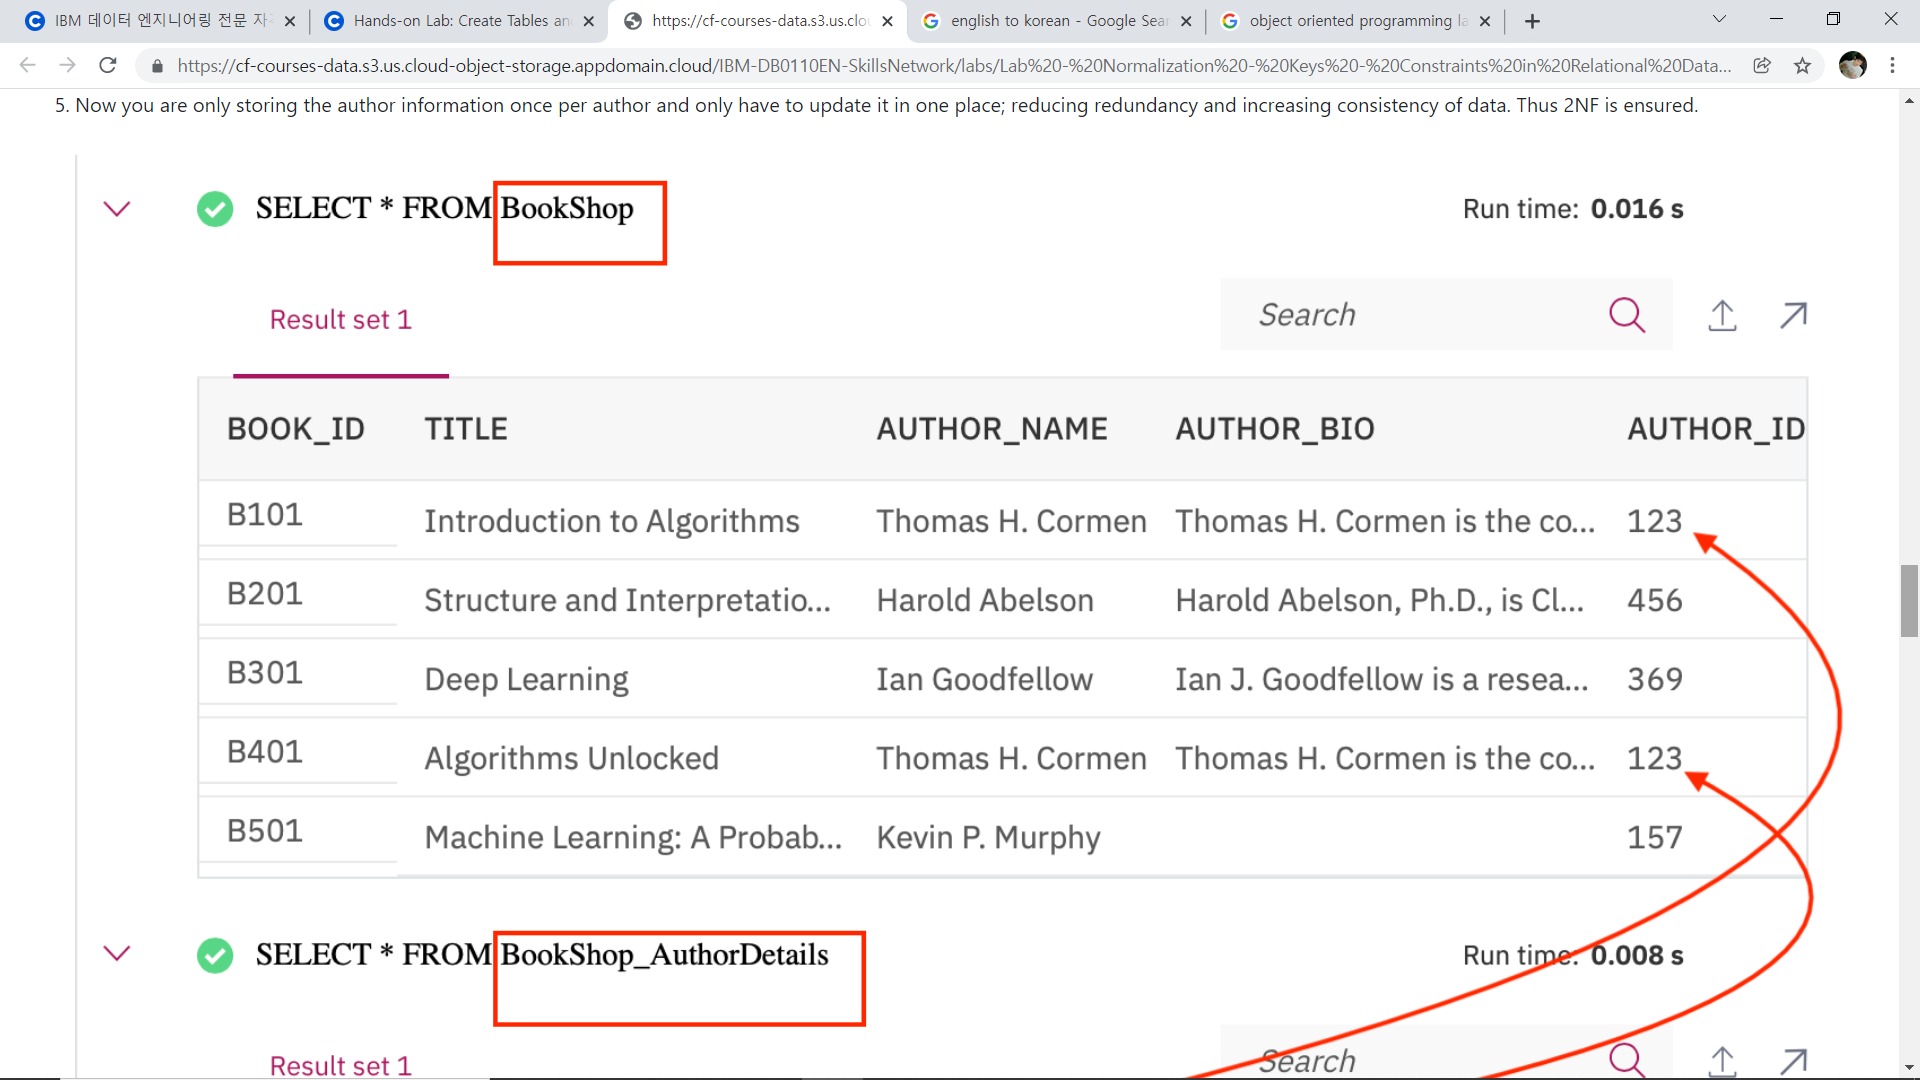 IBM 데이터 엔지니어링 전문 자
Hands-on Lab: Create Tables an
https://cf-courses-data.s3.us.clo
english to korean - Google Sear
object oriented programming la
https://cf-courses-data.s3.us.cloud-object-storage.appdomain.cloud/IBM-DB0110EN-SkillsNetwork/labs/Lab%20-%20Normalization%20-%20Keys%20-%20Constraints%20in%20Relational%20Data...
5. Now you are only storing the author information once per author and only have to update it in one place; reducing redundancy and increasing consistency of data. Thus 2NF is ensured.
SELECT * FROM BookShop
Run time: 0.016 s
Result set 1
Search
BOOK_ID TITLE AUTHOR_NAME AUTHOR_BIO AUTHOR_ID
B101 Introduction to Algorithms Thomas H. Cormen Thomas H. Cormen is the co... 123
B201 Structure and Interpretatio... Harold Abelson Harold Abelson, Ph.D., is Cl... 456
B301 Deep Learning Ian Goodfellow Ian J. Goodfellow is a resea... 369
B401 Algorithms Unlocked Thomas H. Cormen Thomas H. Cormen is the co... 123
B501 Machine Learning: A Probab... Kevin P. Murphy 157
SELECT * FROM BookShop_AuthorDetails
Run time: 0.008 s
Result set 1
Search